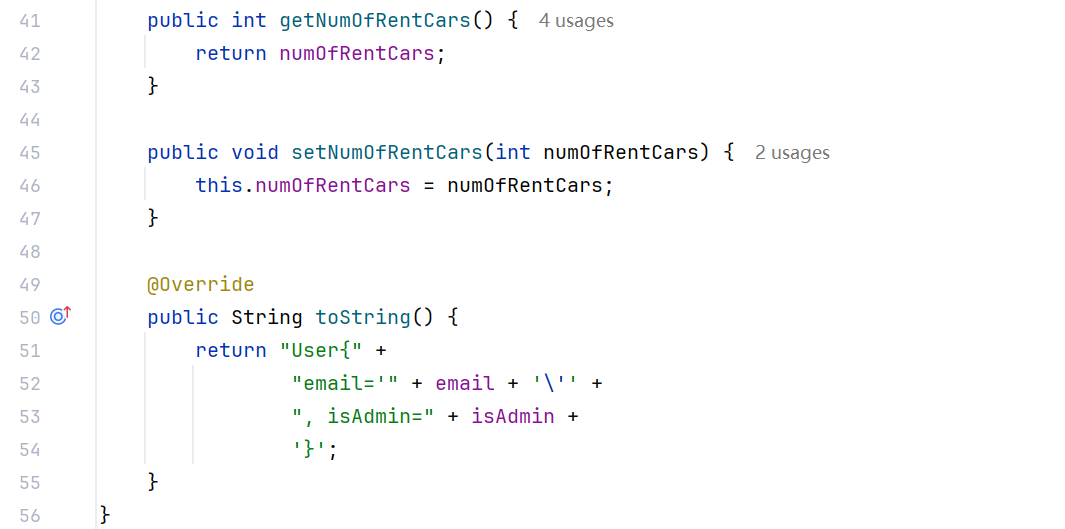 41 public int getNumOfRentCars() { 4 usages
42 return numOfRentCars;
43 }
44
45 public void setNumOfRentCars(int numOfRentCars) { 2 usages
46 this.numOfRentCars = numOfRentCars;
47 }
48
49 @Override
50 public String toString() {
51 return "User{" +
52 "email='" + email + '\'' +
53 ", isAdmin=" + isAdmin +
54 '}';
55 }
56 }